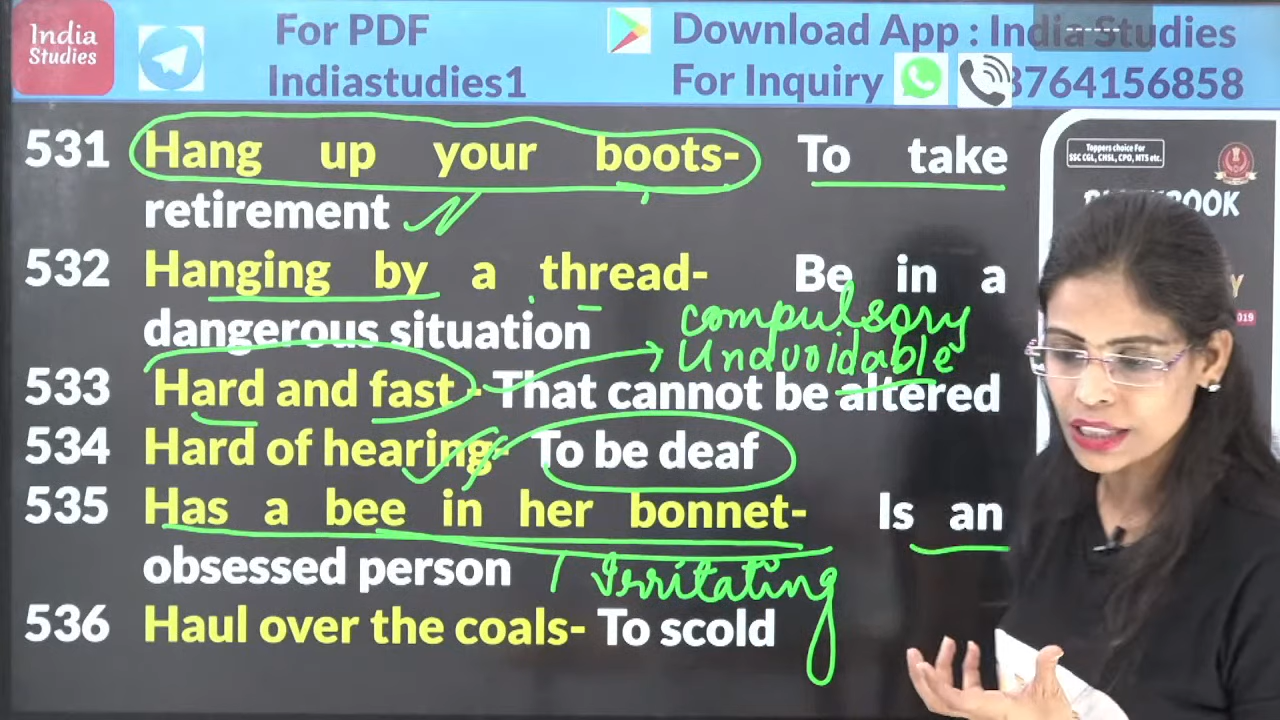 India
Studies
For PDF
Indiastudies1
Download App : India Studies
For Inquiry 8764156858
531 Hang up your boots- To take
retirement
532 Hanging by a thread- Be in a
dangerous situation
compulsory
Unavoidable
533 Hard and fast - That cannot be altered
534 Hard of hearing- To be deaf
535 Has a bee in her bonnet- Is an
obsessed person / Irritating
536 Haul over the coals- To scold
Toppers choice For
SSC CGL, CHSL, CPO, MTS etc.
2019